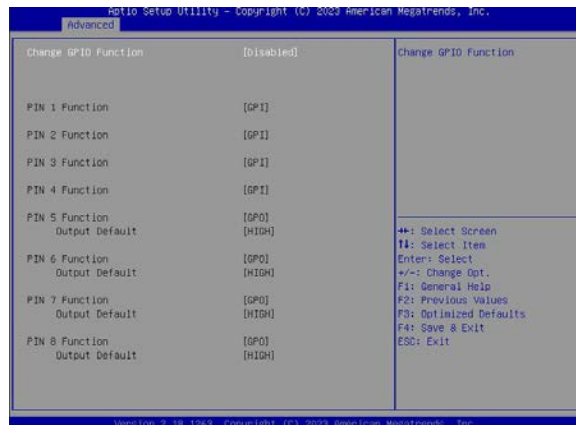 Aptio Setup Utility – Copyright (C) 2023 American Megatrends, Inc.
Advanced
Change GPIO Function [Disabled]
PIN 1 Function [GPI]
PIN 2 Function [GPI]
PIN 3 Function [GPI]
PIN 4 Function [GPI]
PIN 5 Function [GPO]
Output Default [HIGH]
PIN 6 Function [GPO]
Output Default [HIGH]
PIN 7 Function [GPO]
Output Default [HIGH]
PIN 8 Function [GPO]
Output Default [HIGH]
Change GPIO Function
→←: Select Screen
↑↓: Select Item
Enter: Select
+/-: Change Opt.
F1: General Help
F2: Previous Values
F3: Optimized Defaults
F4: Save & Exit
ESC: Exit
Version 2.18.1263. Copyright (C) 2023 American Megatrends, Inc.